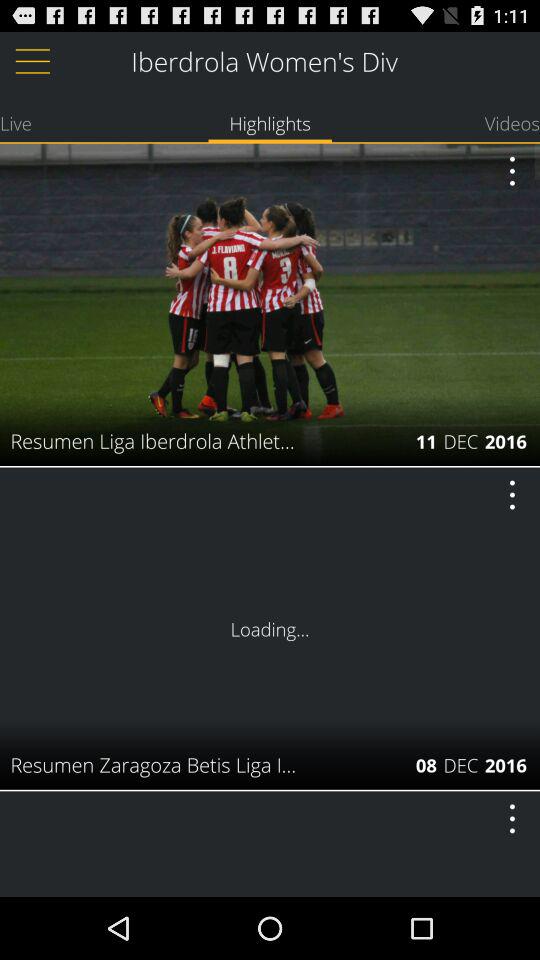 1:11
Iberdrola Women's Div
Live Highlights Videos
J. FLAVIANO
8
3
Resumen Liga Iberdrola Athlet... 11 DEC 2016
Loading...
Resumen Zaragoza Betis Liga I... 08 DEC 2016